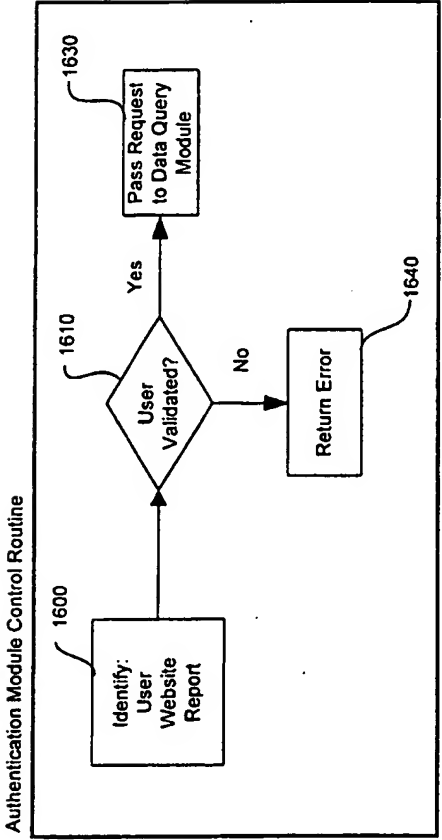 Authentication Module Control Routine
1600
Identify:
User
Website
Report
1610
User
Validated?
Yes
1630
Pass Request
to Data Query
Module
No
1640
Return Error